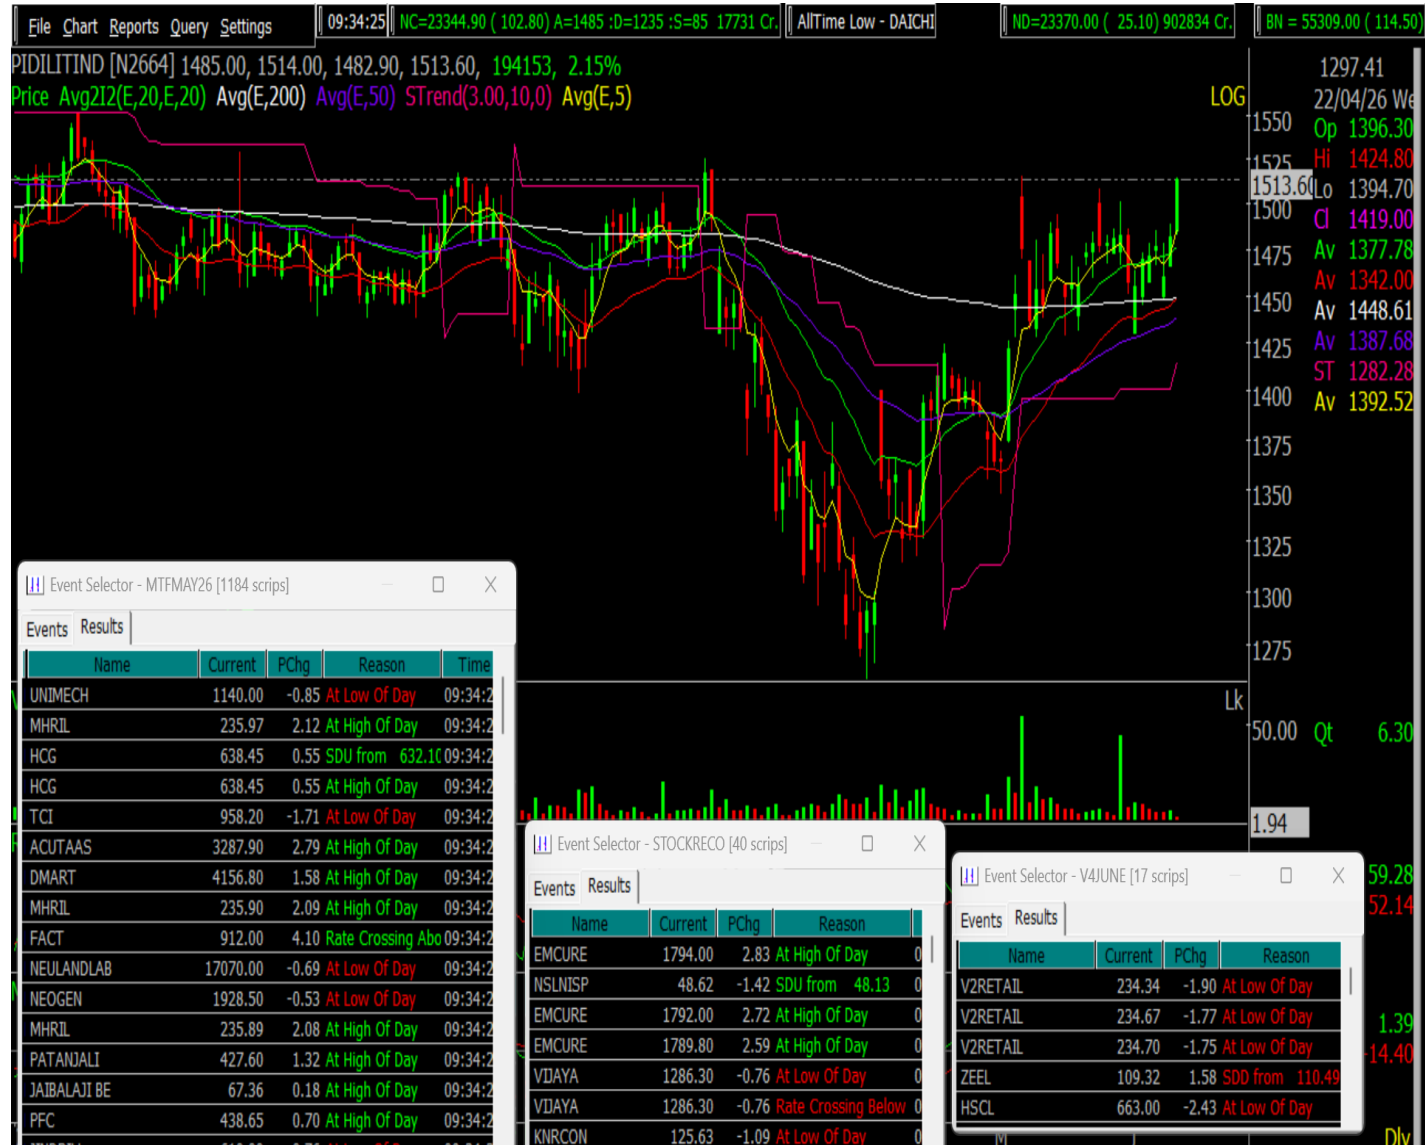 File Chart Reports Query Settings
09:34:25
NC=23344.90 ( 102.80) A=1485 :D=1235 :S=85 17731 Cr.
AllTime Low - DAICHI
ND=23370.00 ( 25.10) 902834 Cr.
BN = 55309.00 ( 114.50)
PIDILITIND [N2664] 1485.00, 1514.00, 1482.90, 1513.60, 194153, 2.15%
Price Avg2I2(E,20,E,20) Avg(E,200) Avg(E,50) STrend(3.00,10,0) Avg(E,5)
LOG
1550
1525
1513.60
1500
1475
1450
1425
1400
1375
1350
1325
1300
1275
1297.41
22/04/26 We
Op 1396.30
Hi 1424.80
Lo 1394.70
Cl 1419.00
Av 1377.78
Av 1342.00
Av 1448.61
Av 1387.68
ST 1282.28
Av 1392.52
Lk
50.00 Qt 6.30
1.94
59.28
52.14
1.39
-14.40
Dly
M
Event Selector - MTFMAY26 [1184 scrips]
Events Results
Name Current PChg Reason Time
UNIMECH 1140.00 -0.85 At Low Of Day 09:34:2
MHRIL 235.97 2.12 At High Of Day 09:34:2
HCG 638.45 0.55 SDU from 632.10 09:34:2
HCG 638.45 0.55 At High Of Day 09:34:2
TCI 958.20 -1.71 At Low Of Day 09:34:2
ACUTAAS 3287.90 2.79 At High Of Day 09:34:2
DMART 4156.80 1.58 At High Of Day 09:34:2
MHRIL 235.90 2.09 At High Of Day 09:34:2
FACT 912.00 4.10 Rate Crossing Abo 09:34:2
NEULANDLAB 17070.00 -0.69 At Low Of Day 09:34:2
NEOGEN 1928.50 -0.53 At Low Of Day 09:34:2
MHRIL 235.89 2.08 At High Of Day 09:34:2
PATANJALI 427.60 1.32 At High Of Day 09:34:2
JAIBALAJI BE 67.36 0.18 At High Of Day 09:34:2
PFC 438.65 0.70 At High Of Day 09:34:2
Event Selector - STOCKRECO [40 scrips]
Events Results
Name Current PChg Reason
EMCURE 1794.00 2.83 At High Of Day 0
NSLNISP 48.62 -1.42 SDU from 48.13 0
EMCURE 1792.00 2.72 At High Of Day 0
EMCURE 1789.80 2.59 At High Of Day 0
VIJAYA 1286.30 -0.76 At Low Of Day 0
VIJAYA 1286.30 -0.76 Rate Crossing Below 0
KNRCON 125.63 -1.09 At Low Of Day 0
Event Selector - V4JUNE [17 scrips]
Events Results
Name Current PChg Reason
V2RETAIL 234.34 -1.90 At Low Of Day
V2RETAIL 234.67 -1.77 At Low Of Day
V2RETAIL 234.70 -1.75 At Low Of Day
ZEEL 109.32 1.58 SDD from 110.49
HSCL 663.00 -2.43 At Low Of Day